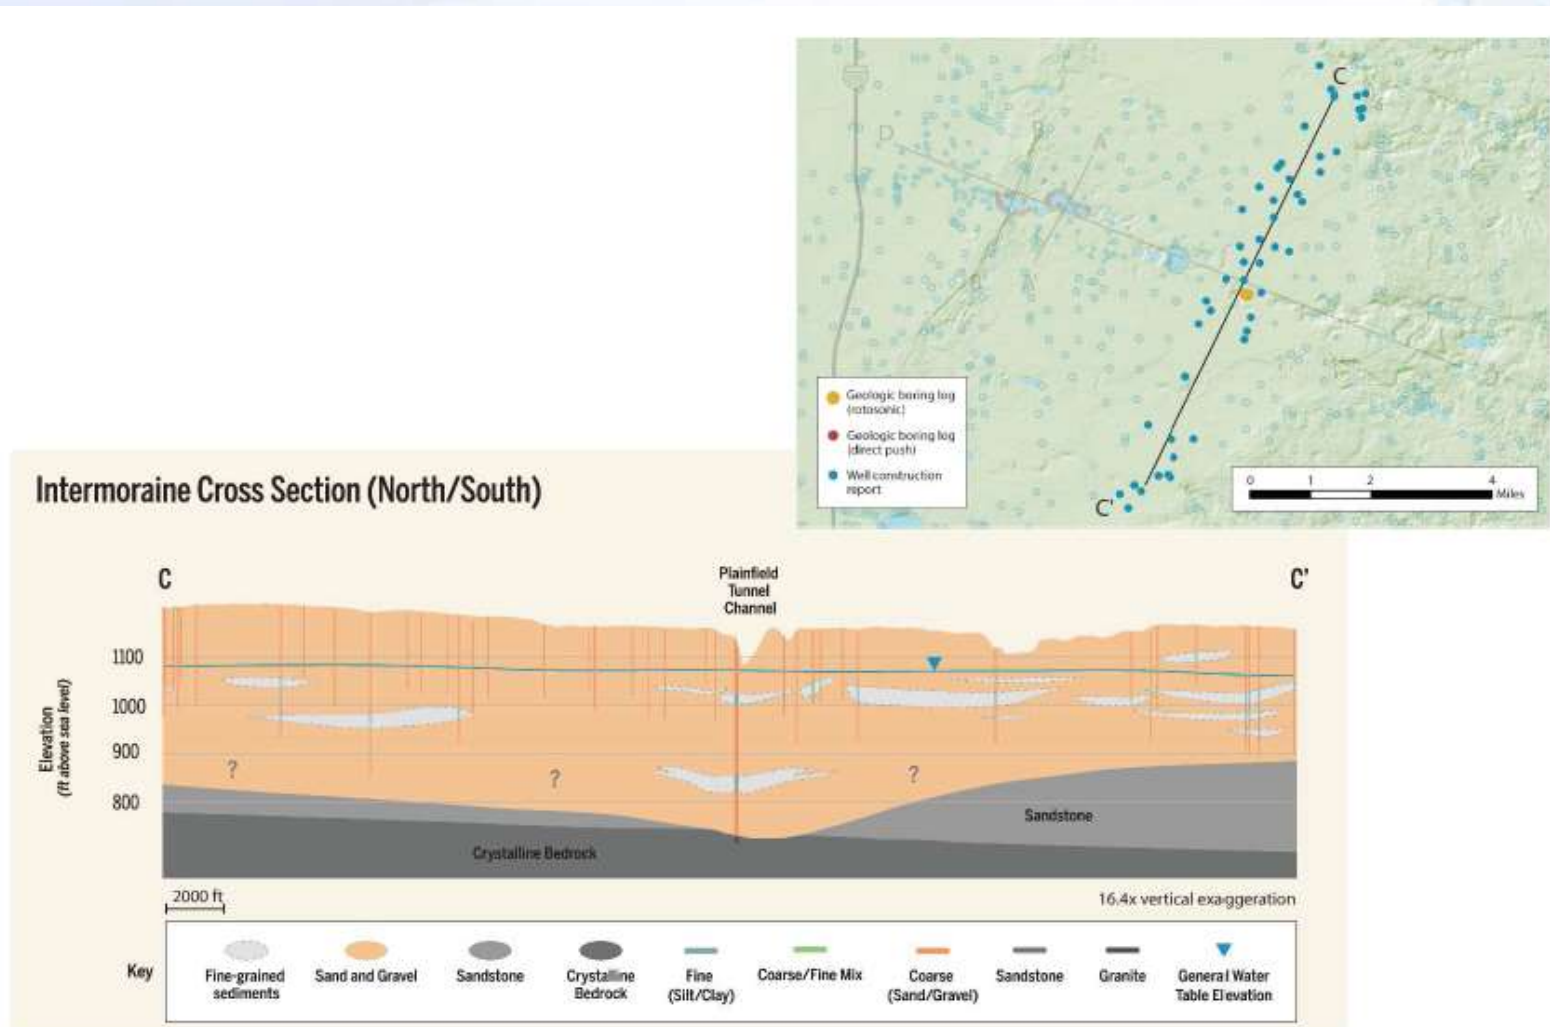 C
D
B
A
B'
A'
C'
Geologic boring log
(rotosonic)
Geologic boring log
(direct push)
Well construction
report
0 1 2 4
Miles
Intermoraine Cross Section (North/South)
C
Plainfield
Tunnel
Channel
C'
Elevation
(ft above sea level)
1100
1000
900
800
?
?
?
Sandstone
Crystalline Bedrock
2000 ft
16.4x vertical exaggeration
Key
Fine-grained
sediments
Sand and Gravel
Sandstone
Crystalline
Bedrock
Fine
(Silt/Clay)
Coarse/Fine Mix
Coarse
(Sand/Gravel)
Sandstone
Granite
General Water
Table Elevation